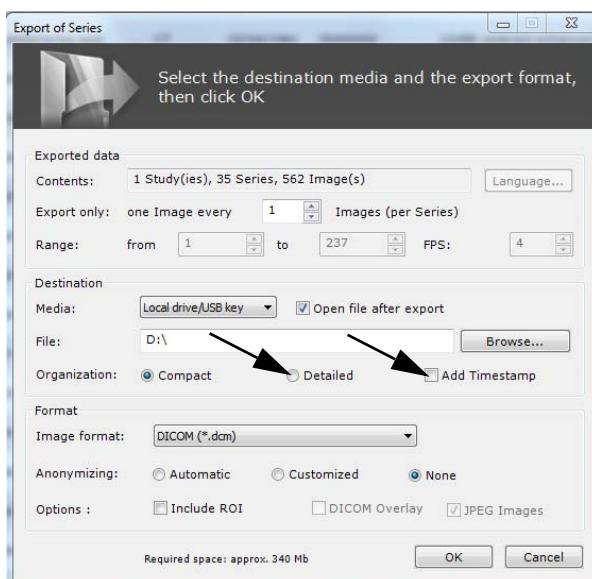 Export of Series
Select the destination media and the export format,
then click OK
Exported data
Contents: 1 Study(ies), 35 Series, 562 Image(s) Language...
Export only: one Image every 1 Images (per Series)
Range: from 1 to 237 FPS: 4
Destination
Media: Local drive/USB key Open file after export
File: D:\ Browse...
Organization: Compact Detailed Add Timestamp
Format
Image format: DICOM (*.dcm)
Anonymizing: Automatic Customized None
Options : Include ROI DICOM Overlay JPEG Images
Required space: approx. 340 Mb OK Cancel